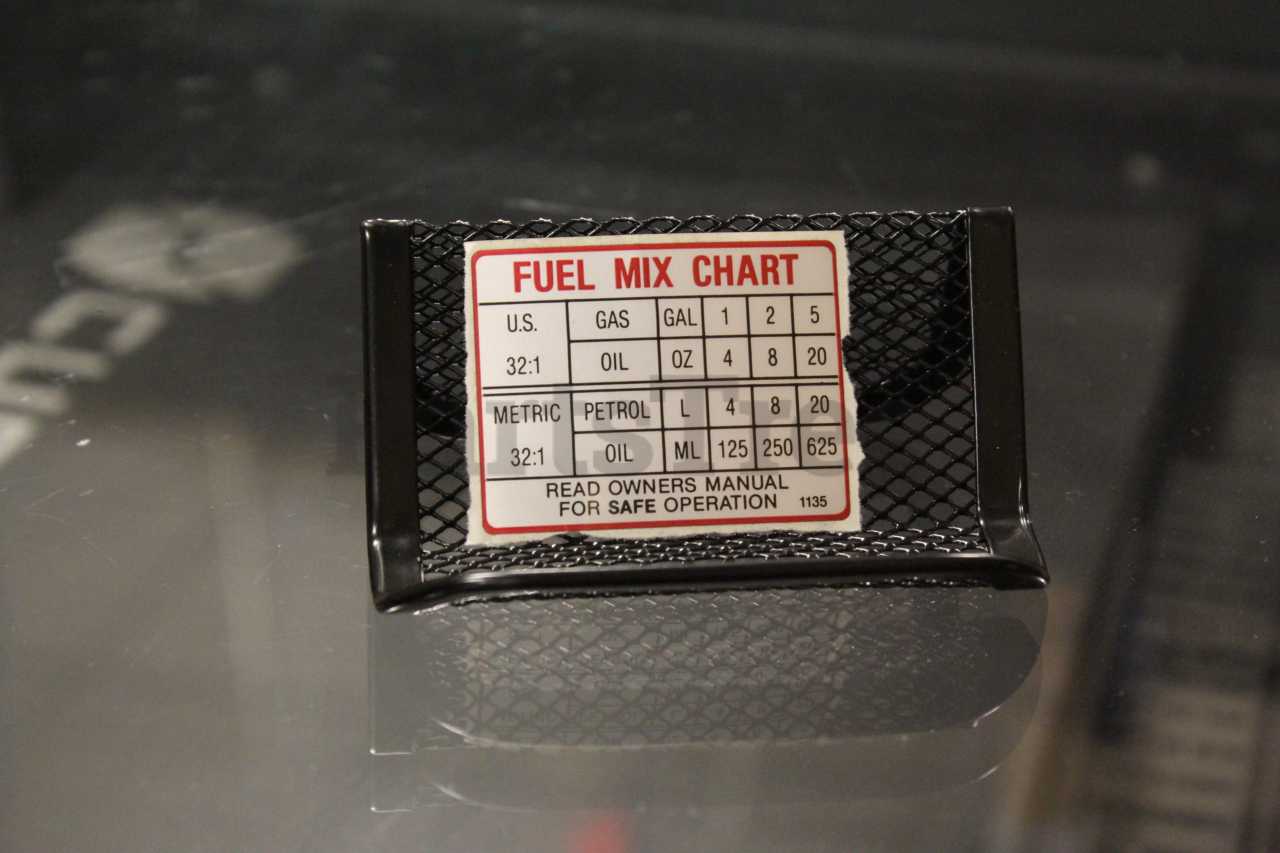 FUEL MIX CHART
U.S. GAS GAL 1 2 5
32:1 OIL OZ 4 8 20
METRIC PETROL L 4 8 20
32:1 OIL ML 125 250 625
READ OWNERS MANUAL
FOR SAFE OPERATION 1135